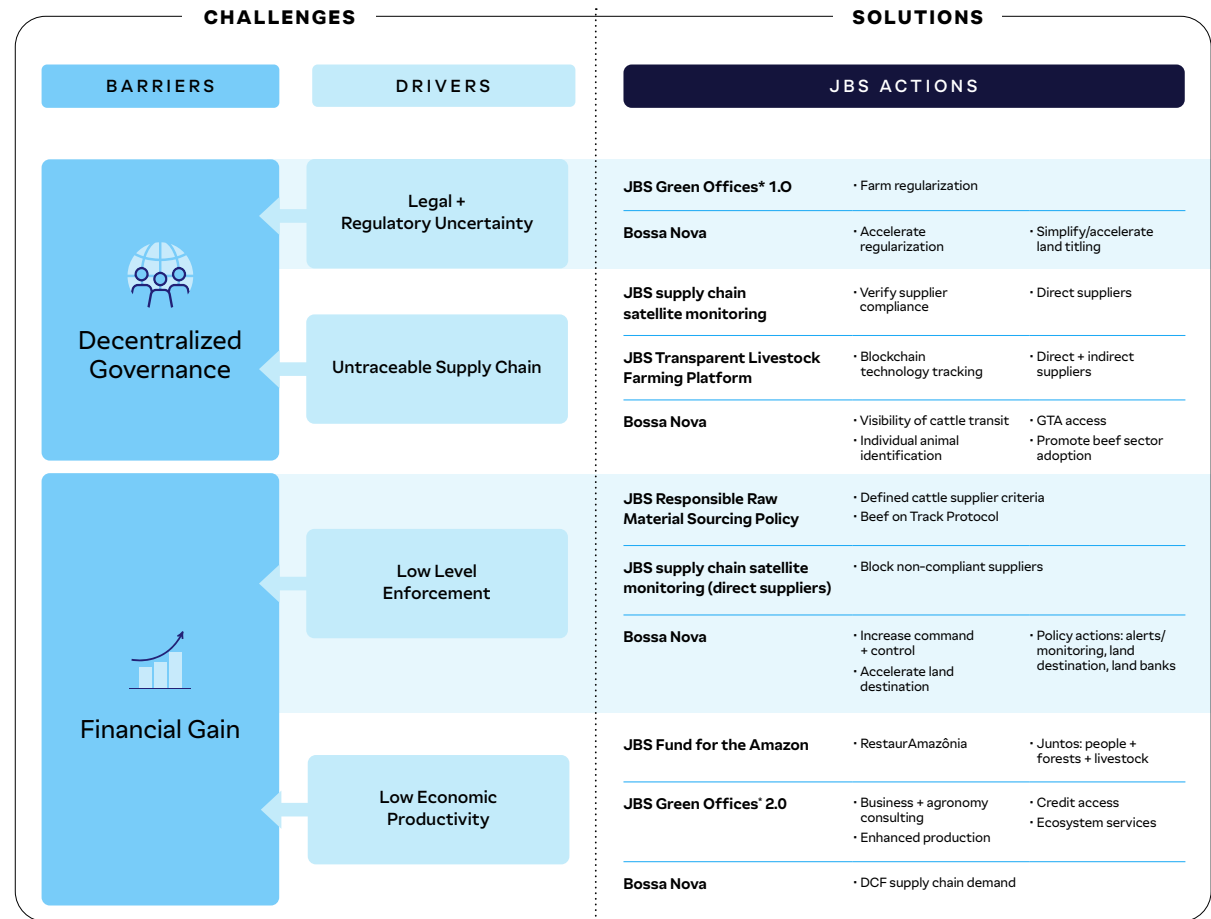 CHALLENGES
SOLUTIONS
BARRIERS
DRIVERS
JBS ACTIONS
Decentralized
Governance
Legal +
Regulatory Uncertainty
JBS Green Offices* 1.0
· Farm regularization
Bossa Nova
· Accelerate
regularization
· Simplify/accelerate
land titling
Untraceable Supply Chain
JBS supply chain
satellite monitoring
· Verify supplier
compliance
· Direct suppliers
JBS Transparent Livestock
Farming Platform
· Blockchain
technology tracking
· Direct + indirect
suppliers
Bossa Nova
· Visibility of cattle transit
· Individual animal
identification
· GTA access
· Promote beef sector
adoption
Financial Gain
Low Level
Enforcement
JBS Responsible Raw
Material Sourcing Policy
· Defined cattle supplier criteria
· Beef on Track Protocol
JBS supply chain satellite
monitoring (direct suppliers)
· Block non-compliant suppliers
Bossa Nova
· Increase command
+ control
· Accelerate land
destination
· Policy actions: alerts/
monitoring, land
destination, land banks
Low Economic
Productivity
JBS Fund for the Amazon
· RestaurAmazônia
· Juntos: people +
forests + livestock
JBS Green Offices* 2.0
· Business + agronomy
consulting
· Enhanced production
· Credit access
· Ecosystem services
Bossa Nova
· DCF supply chain demand